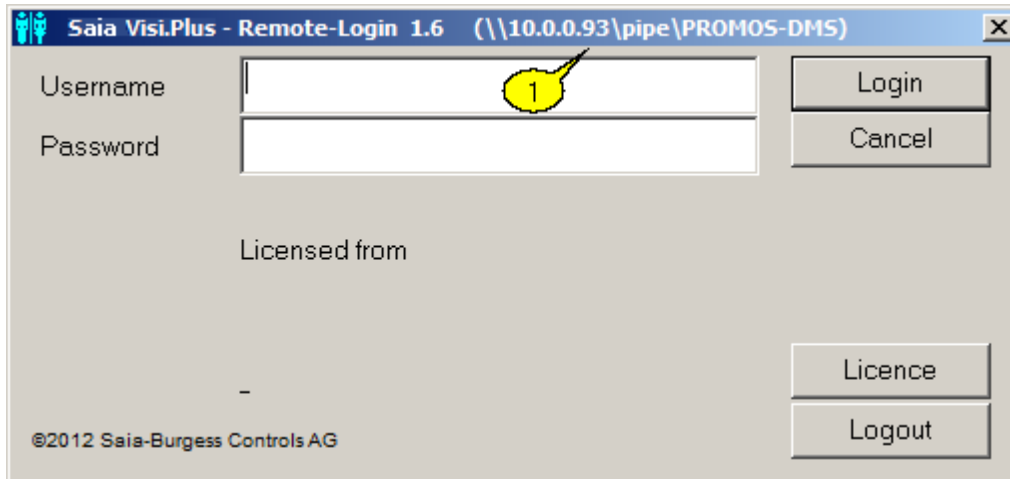 Saia Visi.Plus - Remote-Login 1.6 (\\10.0.0.93\pipe\PROMOS-DMS)
Username
1
Login
Password
Cancel
Licensed from
Licence
-
©2012 Saia-Burgess Controls AG
Logout